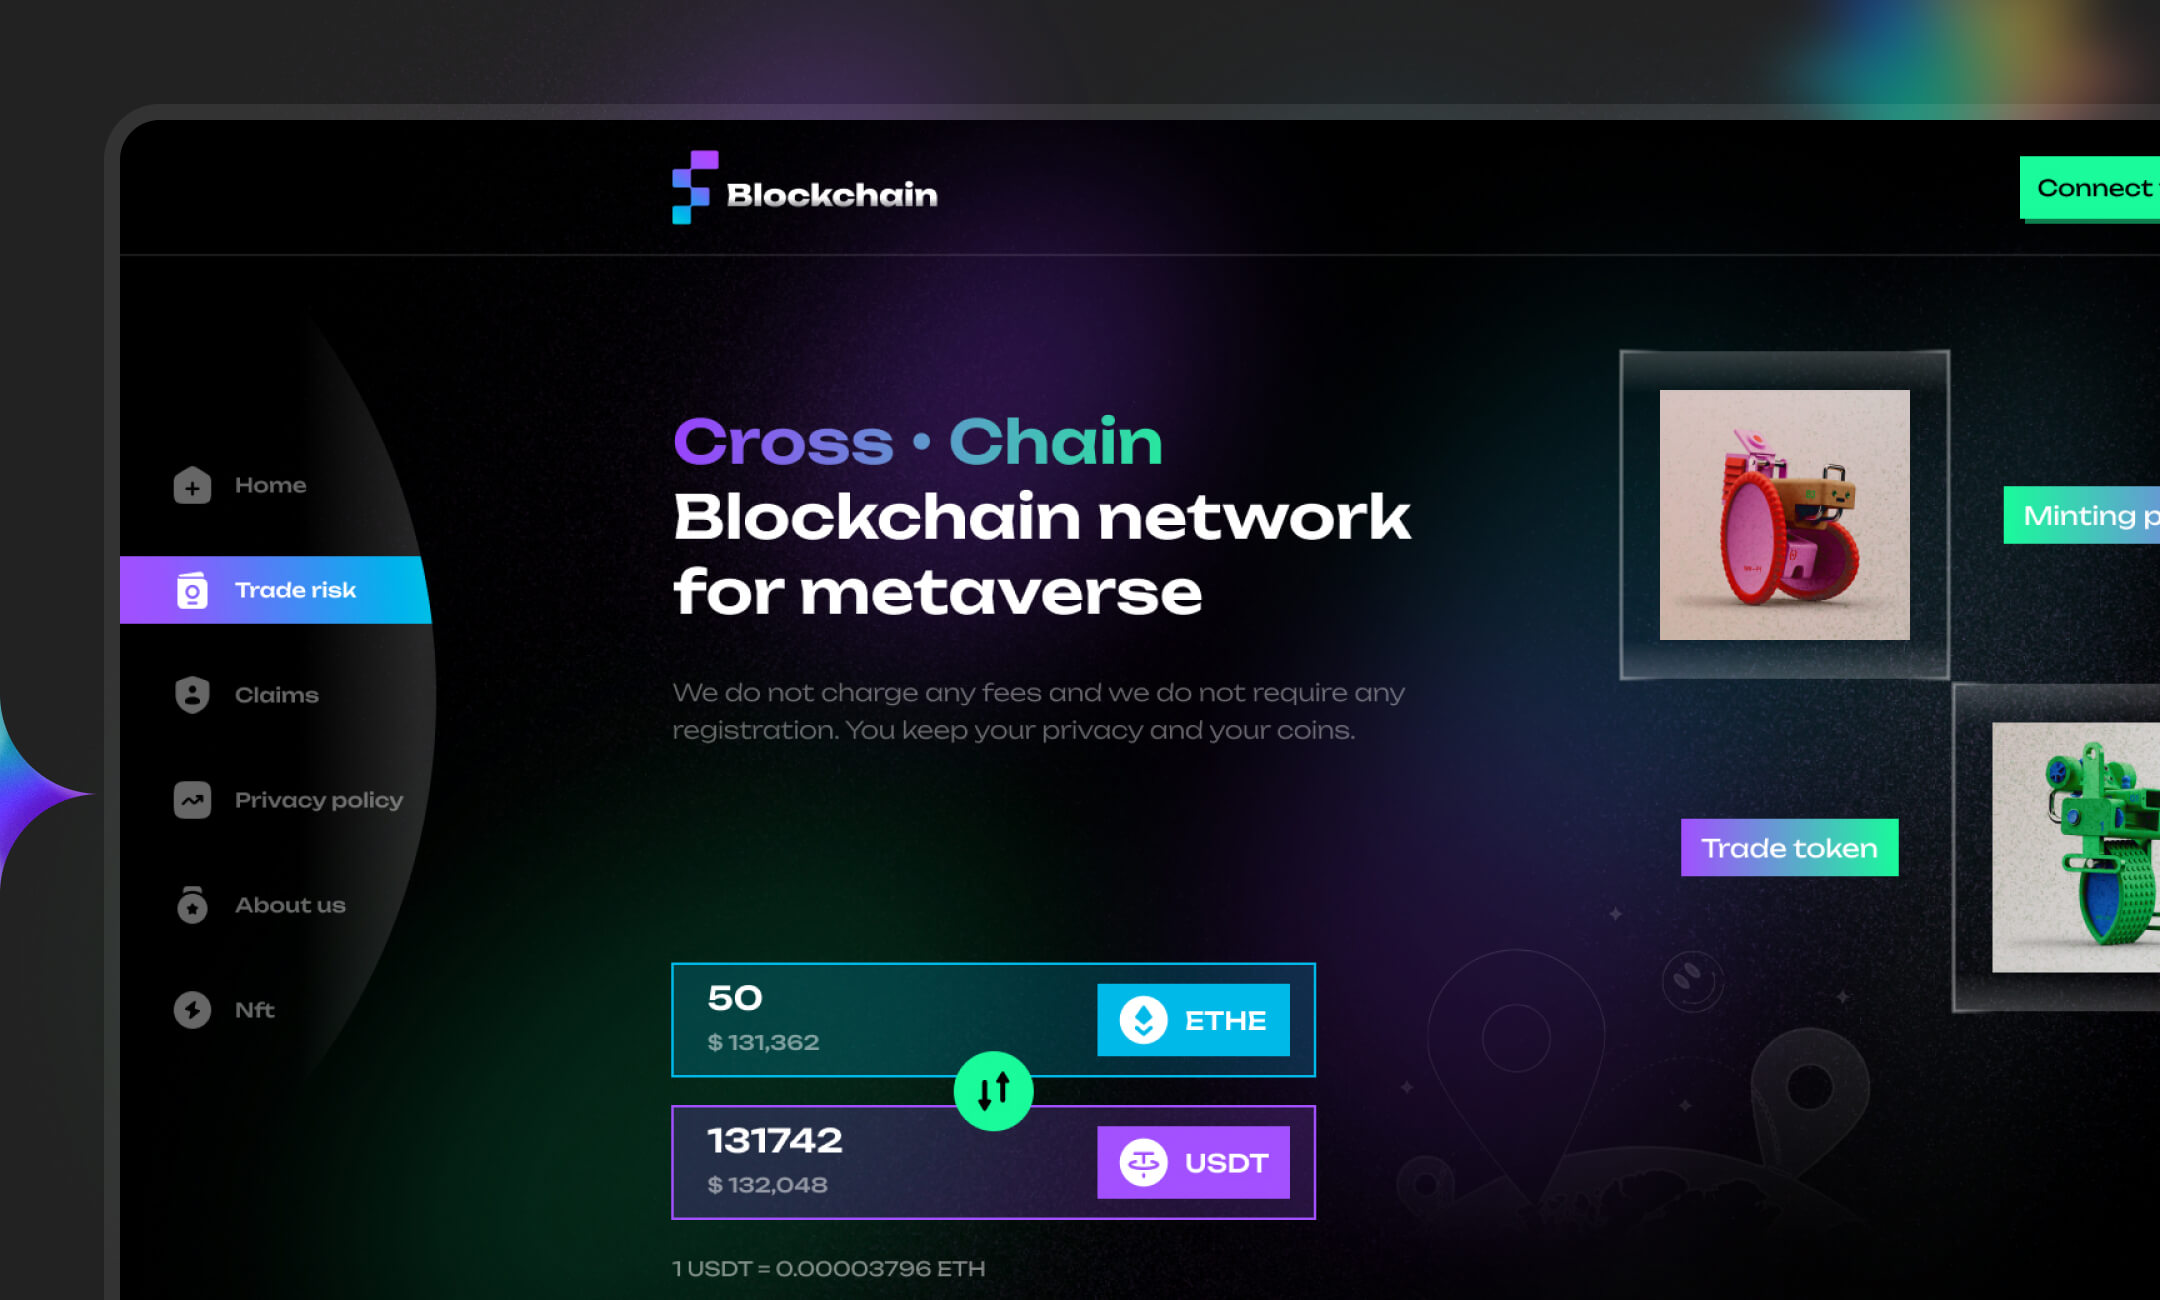 Blockchain
Connect
Home
Trade risk
Claims
Privacy policy
About us
Nft
Cross • Chain
Blockchain network
for metaverse
We do not charge any fees and we do not require any
registration. You keep your privacy and your coins.
Minting
Trade token
50
$ 131,362
ETHE
131742
$ 132,048
USDT
1 USDT = 0.00003796 ETH